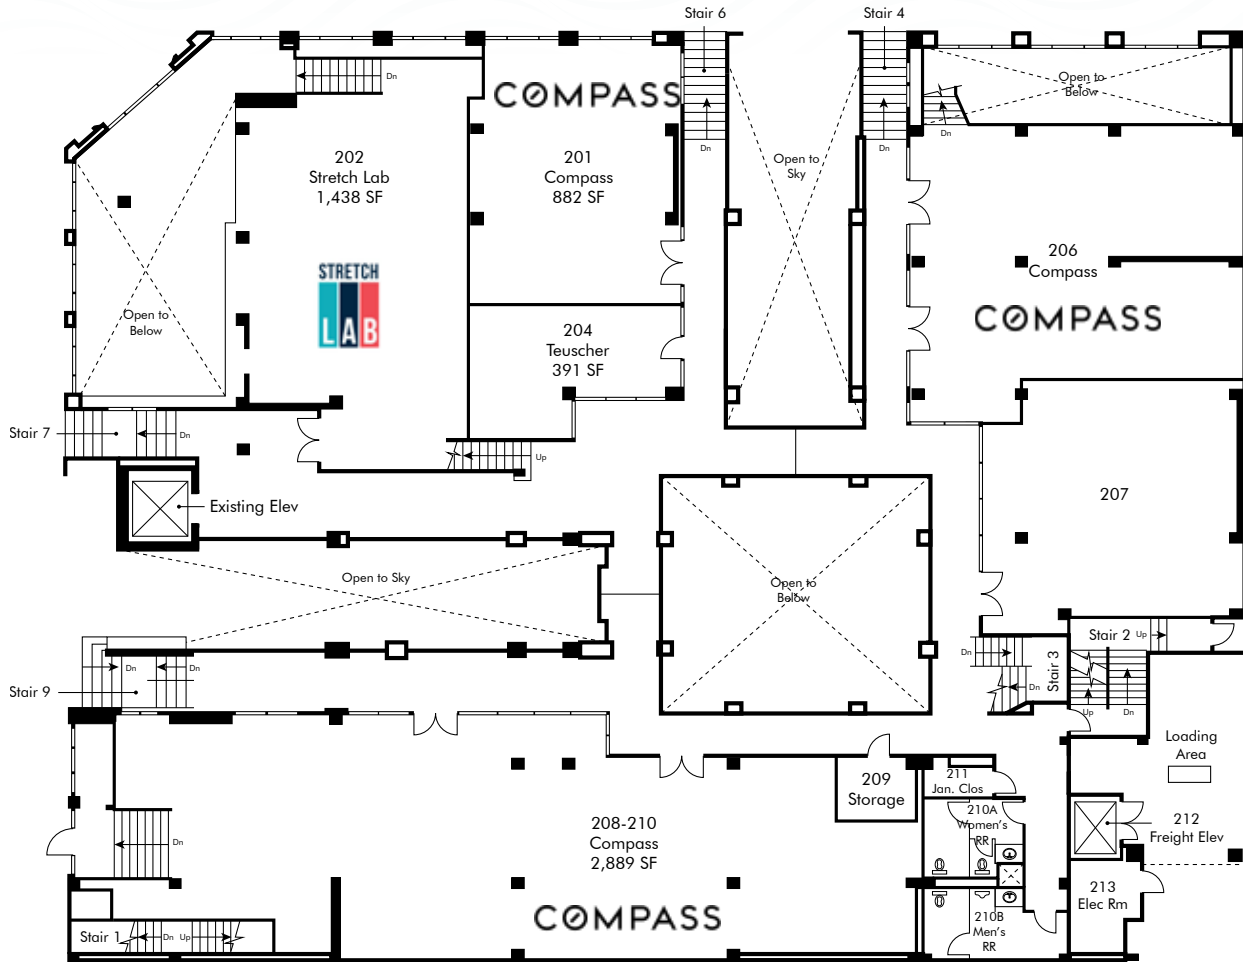 Stair 6
Stair 4
Dn
COMPASS
Open to
Below
Dn
Dn
Dn
Dn
202
Stretch Lab
1,438 SF
201
Compass
882 SF
Open to
Sky
206
Compass
STRETCH
LAB
COMPASS
Open to
Below
204
Teuscher
391 SF
Stair 7
Dn
Up
207
Existing Elev
Open to Sky
Open to
Below
Stair 2
Up
Dn
Dn
Stair 3
Dn
Dn
Dn
Stair 9
Up
Dn
Loading
Area
209
Storage
211
Jan. Clos
210A
Women's
RR
212
Freight Elev
208-210
Compass
2,889 SF
Dn
213
Elec Rm
COMPASS
210B
Men's
RR
Stair 1
Dn
Up